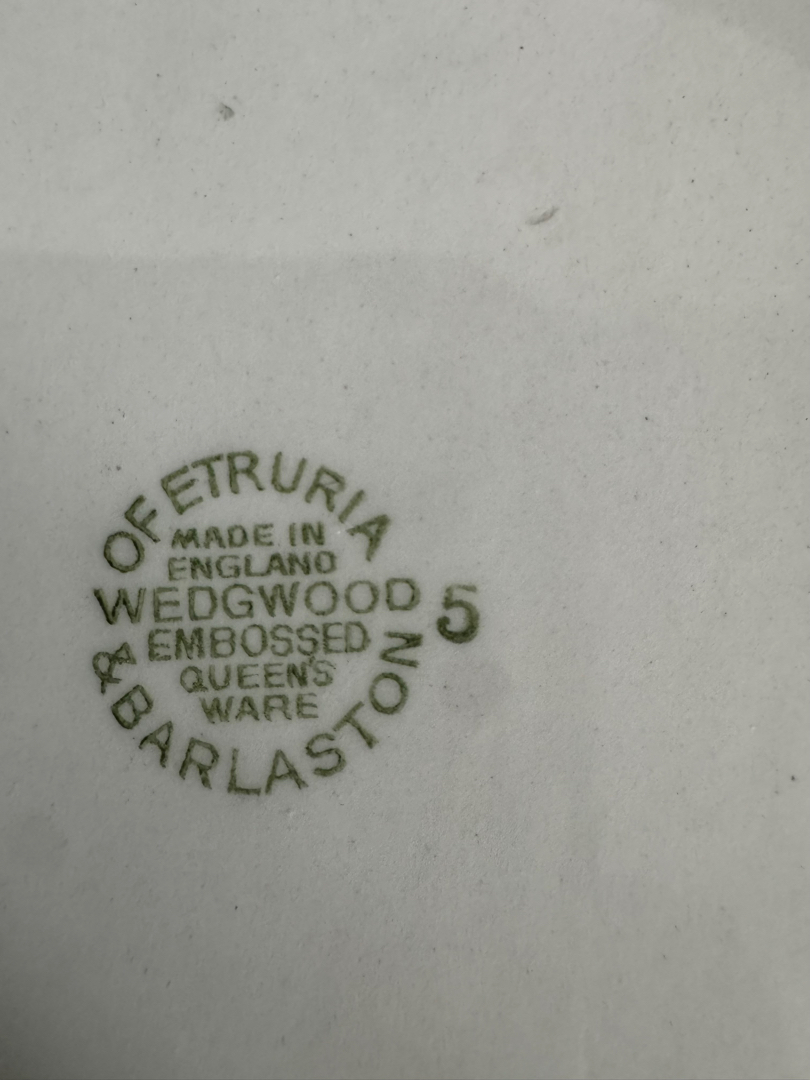 OF ETRURIA
MADE IN
ENGLAND
WEDGWOOD
EMBOSSED
QUEEN'S
WARE
& BARLASTON
5